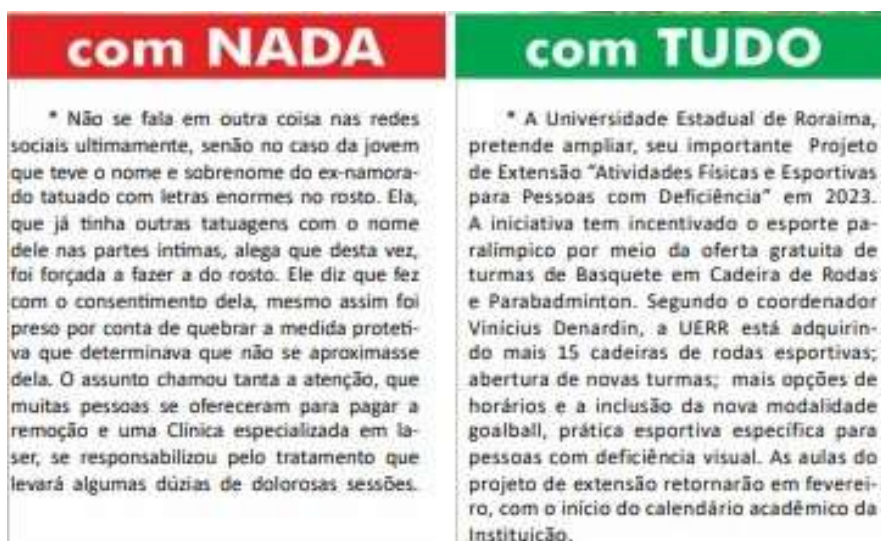 com NADA
* Não se fala em outra coisa nas redes
sociais ultimamente, senão no caso da jovem
que teve o nome e sobrenome do ex-namora-
do tatuado com letras enormes no rosto. Ela,
que já tinha outras tatuagens com o nome
dele nas partes intimas, alega que desta vez,
foi forçada a fazer a do rosto. Ele diz que fez
com o consentimento dela, mesmo assim foi
preso por conta de quebrar a medida proteti-
va que determinava que não se aproximasse
dela. O assunto chamou tanta a atenção, que
muitas pessoas se ofereceram para pagar a
remoção e uma Clínica especializada em la-
ser, se responsabilizou pelo tratamento que
levará algumas dúzias de dolorosas sessões.
com TUDO
* A Universidade Estadual de Roraima,
pretende ampliar, seu importante Projeto
de Extensão “Atividades Físicas e Esportivas
para Pessoas com Deficiência” em 2023.
A iniciativa tem incentivado o esporte pa-
ralímpico por meio da oferta gratuita de
turmas de Basquete em Cadeira de Rodas
e Parabadminton. Segundo o coordenador
Vinicius Denardin, a UERR está adquirin-
do mais 15 cadeiras de rodas esportivas;
abertura de novas turmas; mais opções de
horários e a inclusão da nova modalidade
goalball, prática esportiva específica para
pessoas com deficiência visual. As aulas do
projeto de extensão retornarão em feverei-
ro, com o início do calendário acadêmico da
Instituição.